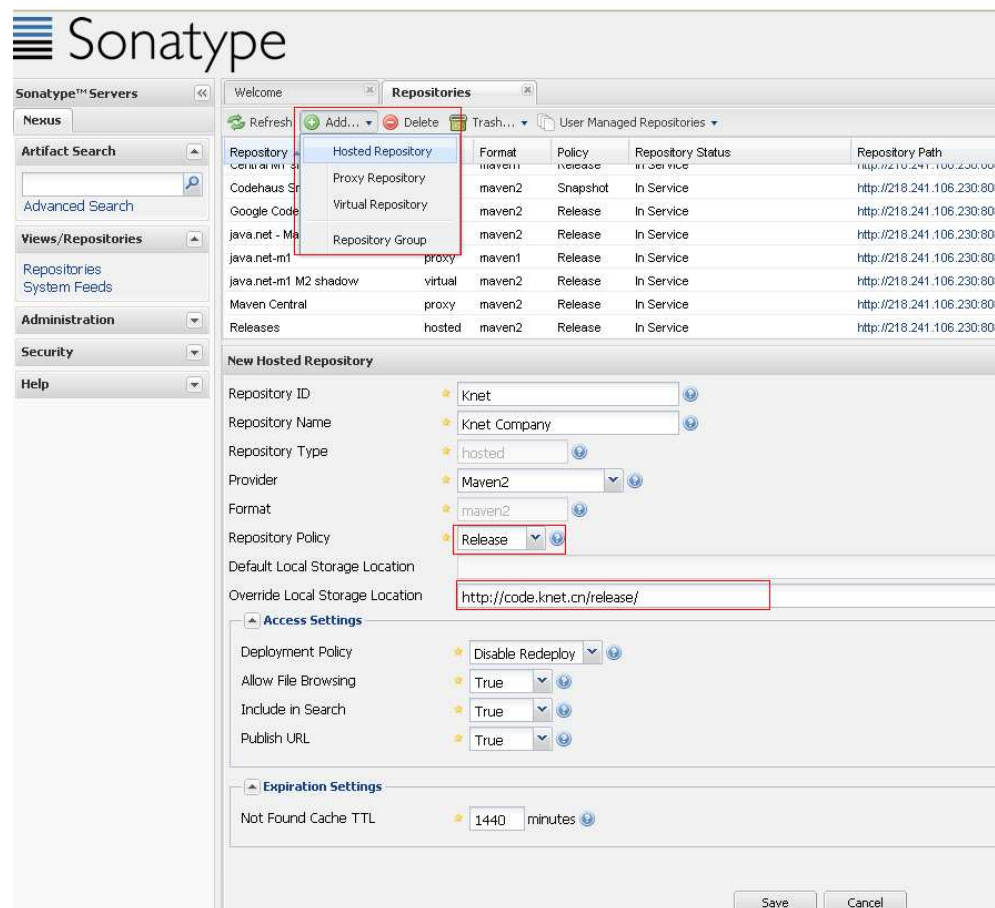 Sonatype
Sonatype™ Servers
Welcome
Repositories
Nexus
Refresh Add... Delete Trash... User Managed Repositories
Artifact Search
Advanced Search
Views/Repositories
Repositories
System Feeds
Administration
Security
Help
Hosted Repository
Proxy Repository
Virtual Repository
Repository Group
Repository Format Policy Repository Status Repository Path
Codehaus maven2 Snapshot In Service http://218.241.106.230:80
Google Code maven2 Release In Service http://218.241.106.230:80
java.net - Ma maven2 Release In Service http://218.241.106.230:80
java.net-m1 proxy maven1 Release In Service http://218.241.106.230:80
java.net-m1 M2 shadow virtual maven2 Release In Service http://218.241.106.230:80
Maven Central proxy maven2 Release In Service http://218.241.106.230:80
Releases hosted maven2 Release In Service http://218.241.106.230:80
New Hosted Repository
Repository ID Knet
Repository Name Knet Company
Repository Type hosted
Provider Maven2
Format maven2
Repository Policy Release
Default Local Storage Location
Override Local Storage Location http://code.knet.cn/release/
Access Settings
Deployment Policy Disable Redeploy
Allow File Browsing True
Include in Search True
Publish URL True
Expiration Settings
Not Found Cache TTL 1440 minutes
Save Cancel